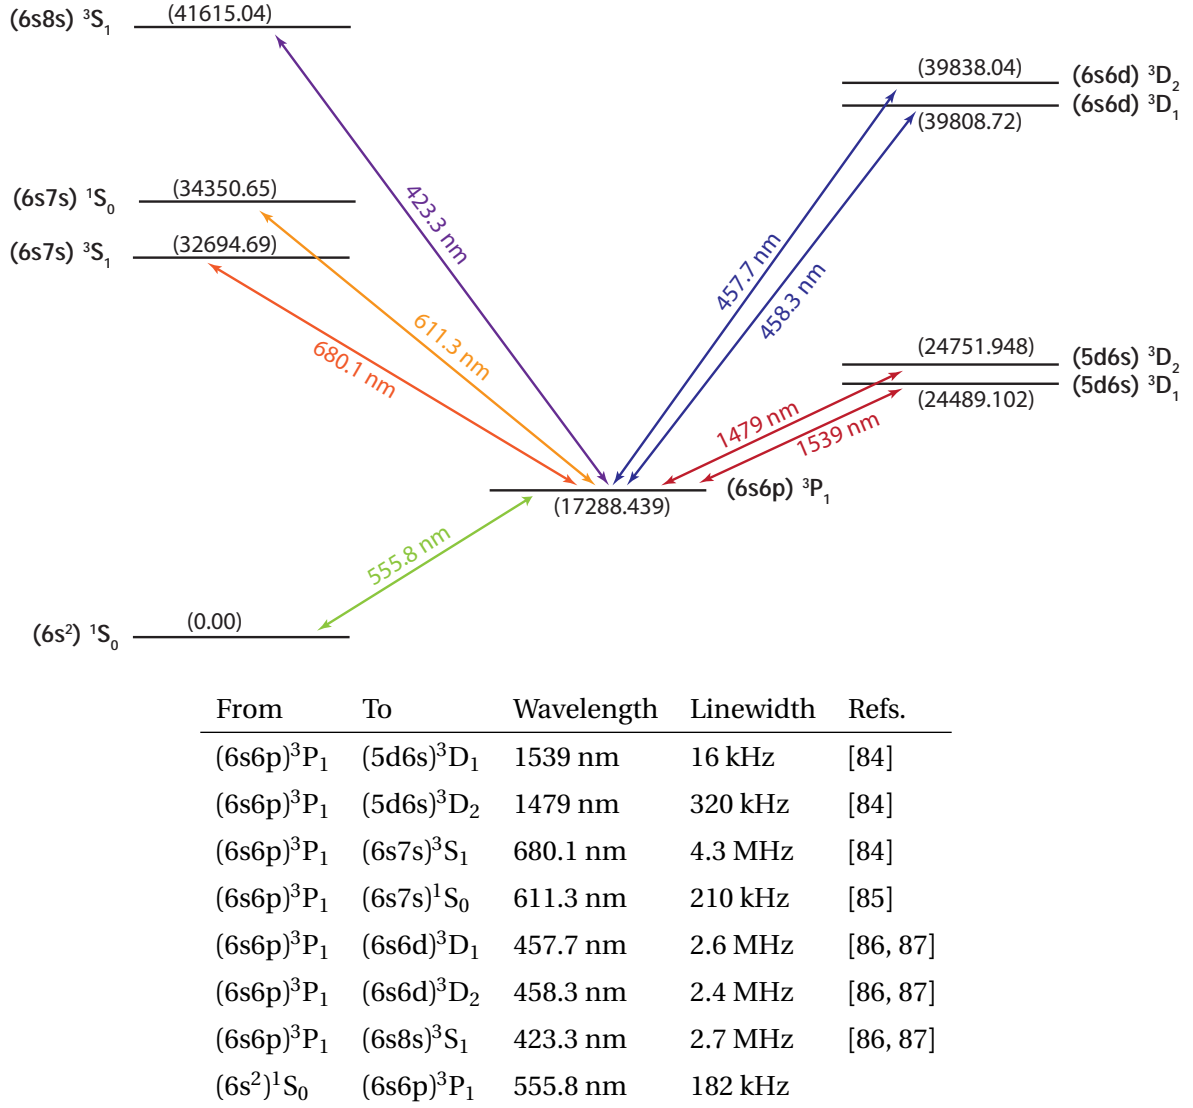 (6s8s) ³S₁ (41615.04)
(39838.04) (6s6d) ³D₂
(6s6d) ³D₁
(39808.72)
(6s7s) ¹S₀ (34350.65)
423.3 nm
(6s7s) ³S₁ (32694.69)
457.7 nm
458.3 nm
611.3 nm
680.1 nm
(24751.948) (5d6s) ³D₂
(5d6s) ³D₁
(24489.102)
1479 nm
1539 nm
(6s6p) ³P₁
(17288.439)
555.8 nm
(6s²) ¹S₀ (0.00)
From To Wavelength Linewidth Refs.
(6s6p)³P₁ (5d6s)³D₁ 1539 nm 16 kHz [84]
(6s6p)³P₁ (5d6s)³D₂ 1479 nm 320 kHz [84]
(6s6p)³P₁ (6s7s)³S₁ 680.1 nm 4.3 MHz [84]
(6s6p)³P₁ (6s7s)¹S₀ 611.3 nm 210 kHz [85]
(6s6p)³P₁ (6s6d)³D₁ 457.7 nm 2.6 MHz [86, 87]
(6s6p)³P₁ (6s6d)³D₂ 458.3 nm 2.4 MHz [86, 87]
(6s6p)³P₁ (6s8s)³S₁ 423.3 nm 2.7 MHz [86, 87]
(6s²)¹S₀ (6s6p)³P₁ 555.8 nm 182 kHz